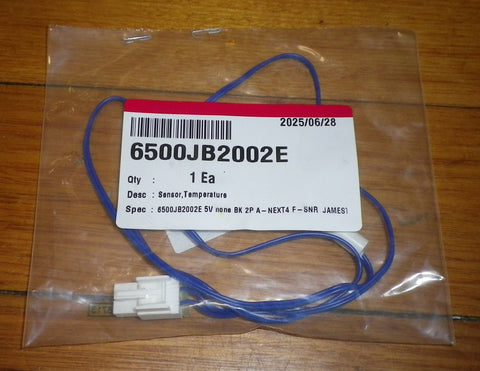 2025/06/28
6500JB2002E
Qty : 1 Ea
Desc : Sensor,Temperature
Spec : 6500JB2002E 5V none BK 2P A-NEXT4 F-SNR JAMES1